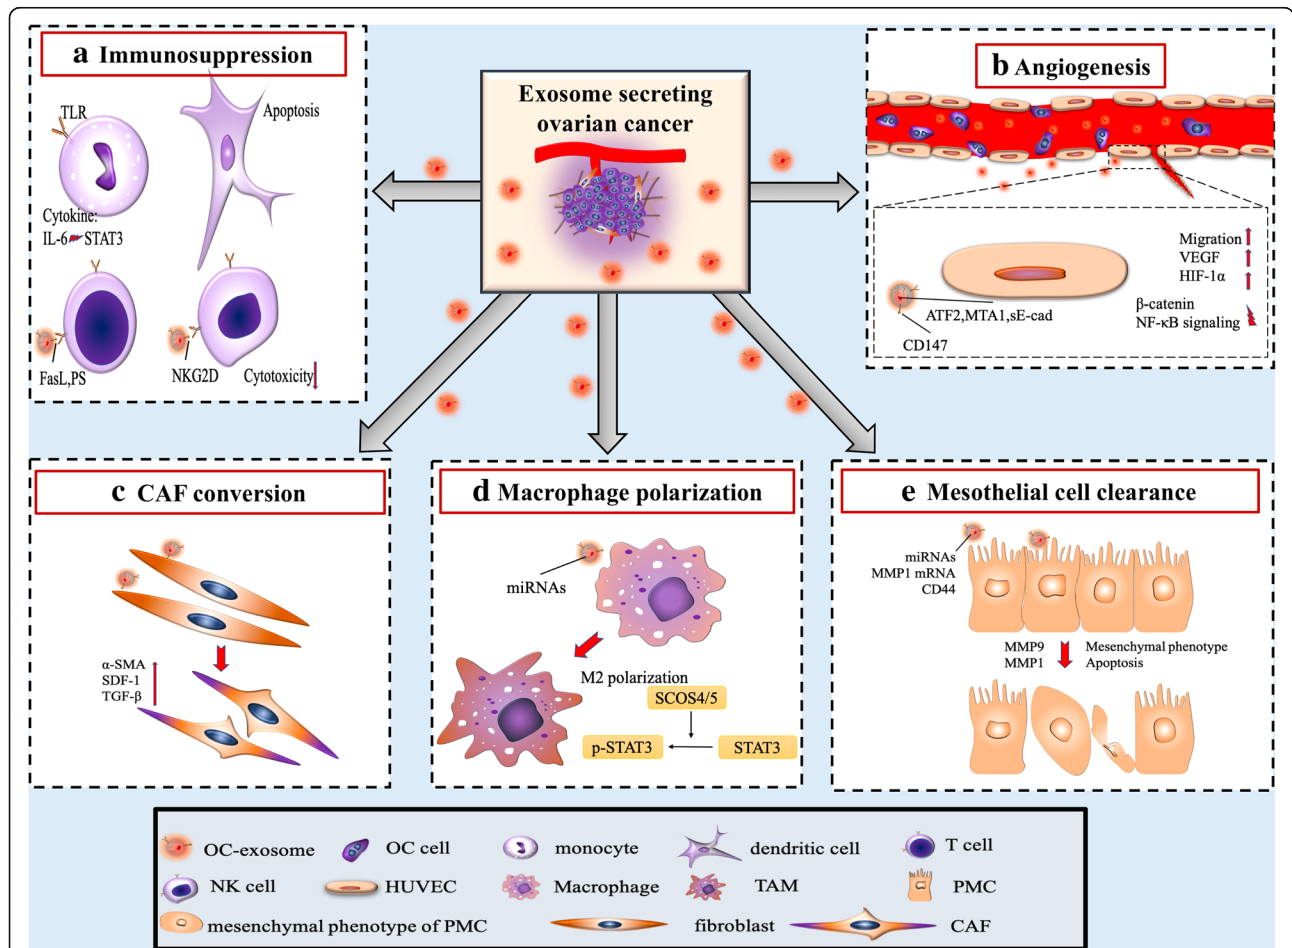 a Immunosuppression
TLR
Apoptosis
Cytokine:
IL-6 STAT3
FasL,PS
NKG2D
Cytotoxicity
Exosome secreting
ovarian cancer
b Angiogenesis
Migration
VEGF
HIF-1α
β-catenin
NF-κB signaling
ATF2,MTA1,sE-cad
CD147
c CAF conversion
α-SMA
SDF-1
TGF-β
d Macrophage polarization
miRNAs
M2 polarization
SCOS4/5
p-STAT3
STAT3
e Mesothelial cell clearance
miRNAs
MMP1 mRNA
CD44
MMP9
MMP1
Mesenchymal phenotype
Apoptosis
OC-exosome
OC cell
monocyte
dendritic cell
T cell
NK cell
HUVEC
Macrophage
TAM
PMC
mesenchymal phenotype of PMC
fibroblast
CAF